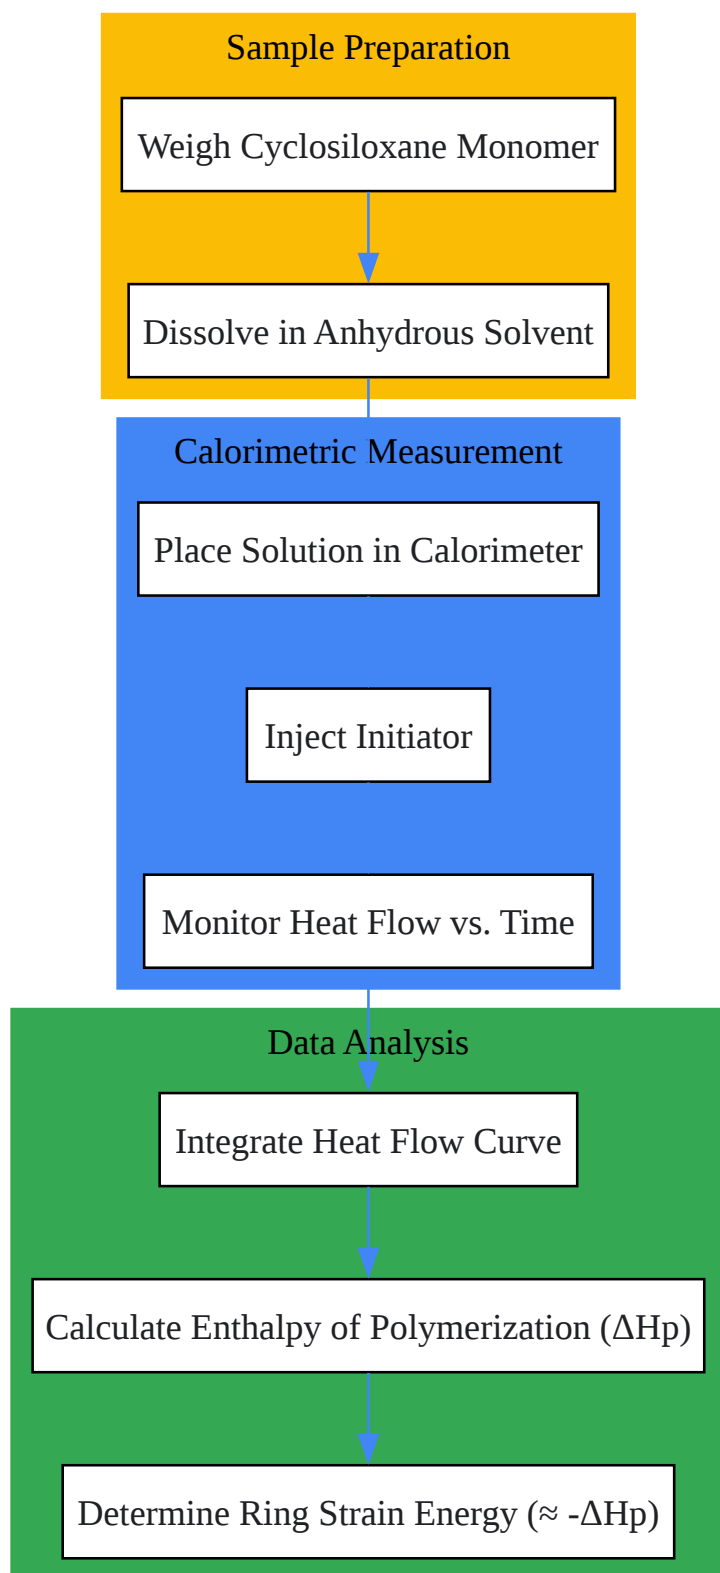 Sample Preparation
Weigh Cyclosiloxane Monomer
Dissolve in Anhydrous Solvent
Calorimetric Measurement
Place Solution in Calorimeter
Inject Initiator
Monitor Heat Flow vs. Time
Data Analysis
Integrate Heat Flow Curve
Calculate Enthalpy of Polymerization (ΔHp)
Determine Ring Strain Energy (≈ -ΔHp)